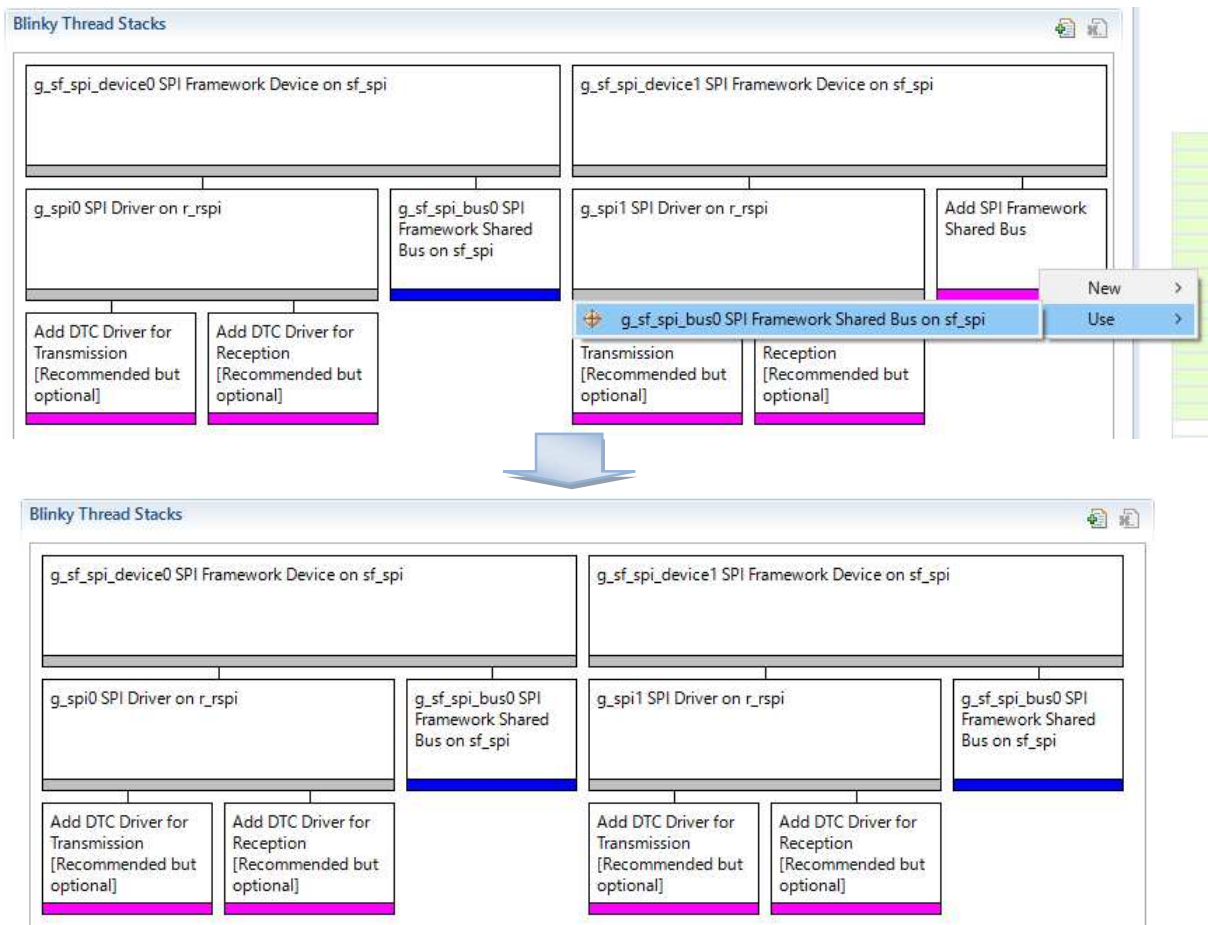 Blinky Thread Stacks
g_sf_spi_device0 SPI Framework Device on sf_spi
g_sf_spi_device1 SPI Framework Device on sf_spi
g_spi0 SPI Driver on r_rspi
g_sf_spi_bus0 SPI
Framework Shared
Bus on sf_spi
g_spi1 SPI Driver on r_rspi
Add SPI Framework
Shared Bus
New
Use
g_sf_spi_bus0 SPI Framework Shared Bus on sf_spi
Add DTC Driver for
Transmission
[Recommended but
optional]
Add DTC Driver for
Reception
[Recommended but
optional]
Transmission
[Recommended but
optional]
Reception
[Recommended but
optional]
Blinky Thread Stacks
g_sf_spi_device0 SPI Framework Device on sf_spi
g_sf_spi_device1 SPI Framework Device on sf_spi
g_spi0 SPI Driver on r_rspi
g_sf_spi_bus0 SPI
Framework Shared
Bus on sf_spi
g_spi1 SPI Driver on r_rspi
g_sf_spi_bus0 SPI
Framework Shared
Bus on sf_spi
Add DTC Driver for
Transmission
[Recommended but
optional]
Add DTC Driver for
Reception
[Recommended but
optional]
Add DTC Driver for
Transmission
[Recommended but
optional]
Add DTC Driver for
Reception
[Recommended but
optional]